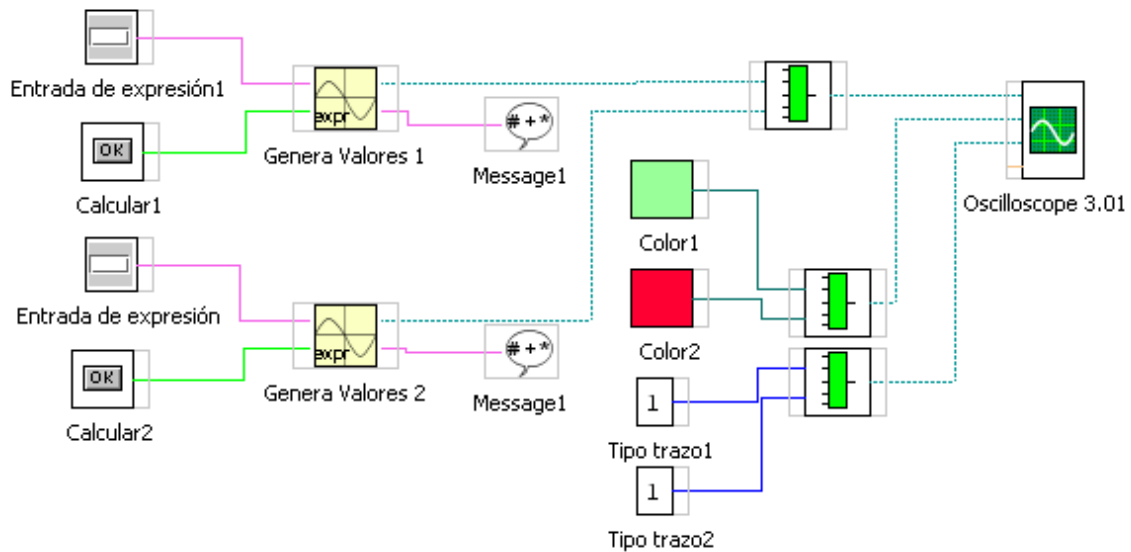 Entrada de expresión1
expr
Genera Valores 1
#+*
Message1
OK
Calcular1
Oscilloscope 3.01
Color1
Entrada de expresión
expr
Genera Valores 2
#+*
Message1
OK
Calcular2
Color2
1
Tipo trazo1
1
Tipo trazo2